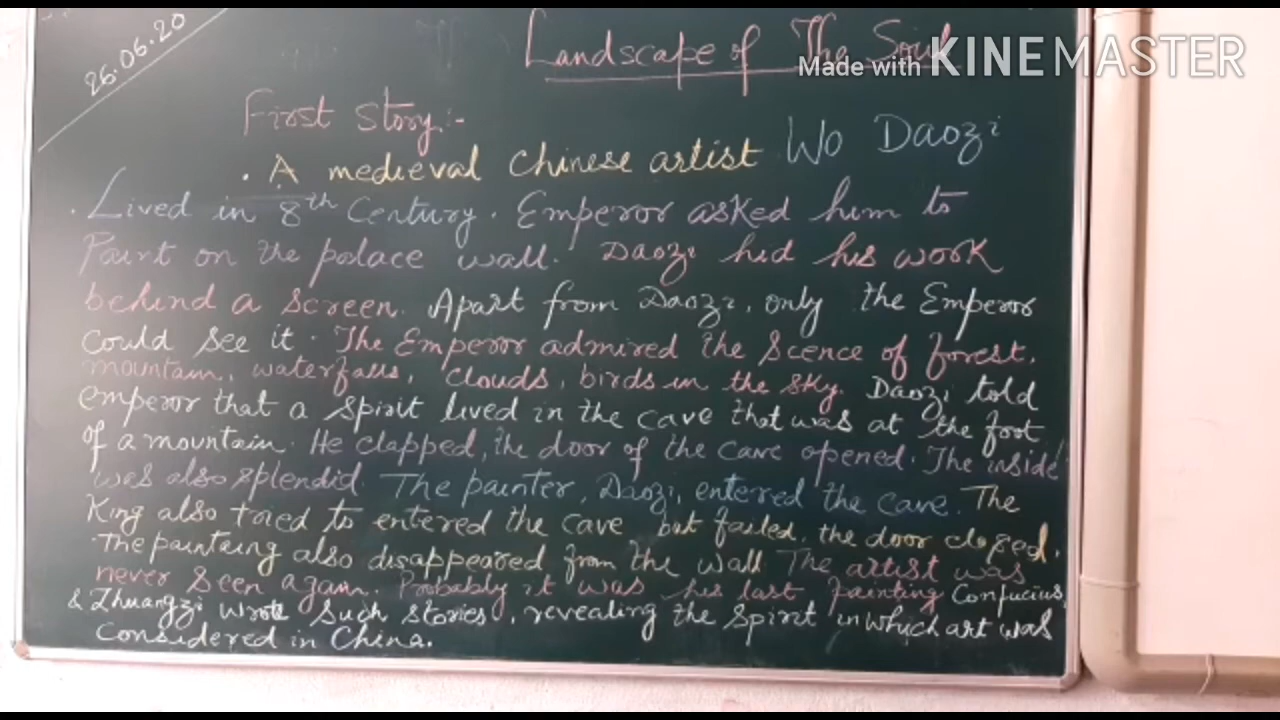 26.06.20
Landscape of The Soul
Made with KINEMASTER
First story:-
. A medieval Chinese artist Wo Daozi
. Lived in 8th Century. Emperor asked him to
Paint on the palace wall. Daozi hid his work
behind a screen. Apart from Daozi, only the Emperor
could see it. The Emperor admired the Scence of forest,
mountain, waterfalls, clouds, birds in the sky. Daozi told
emperor that a spirit lived in the cave that was at the foot
of a mountain. He clapped, the door of the cave opened. The inside
was also splendid. The painter, Daozi, entered the cave. The
King also tried to entered the cave but failed, the door closed.
The paintaing also disappeared from the wall. The artist was
never seen again. Probably it was his last painting Confucius,
& Zhuangzi wrote such stories, revealing the spirit in which art was
considered in China.